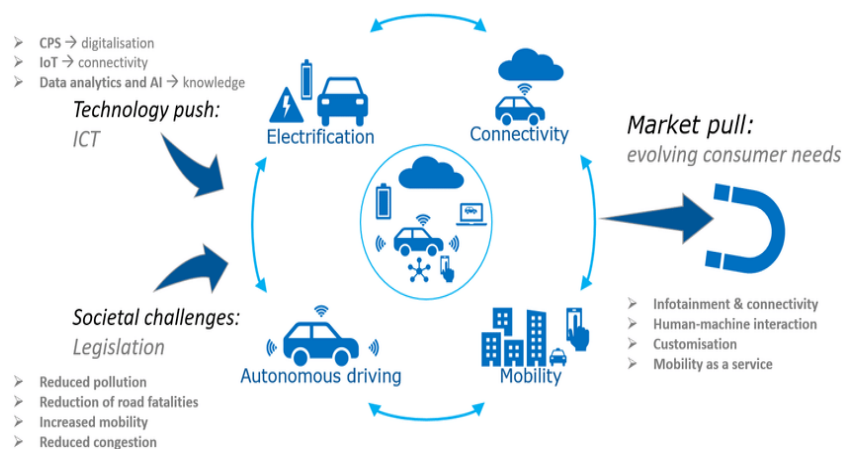 CPS → digitalisation
IoT → connectivity
Data analytics and AI → knowledge
Technology push:
ICT
Electrification
Connectivity
Market pull:
evolving consumer needs
Societal challenges:
Legislation
Autonomous driving
Mobility
Infotainment & connectivity
Human-machine interaction
Customisation
Mobility as a service
Reduced pollution
Reduction of road fatalities
Increased mobility
Reduced congestion